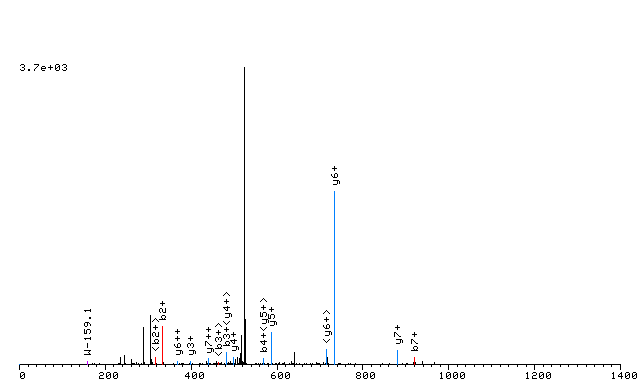 3.7e+03
W-159.1
<b2+>
b2+
y6++
y3+
y7++
<b3+>
b3+
<y4+>
y4+
b4+
<y5+>
y5+
<y6+>
y6+
y7+
b7+
0
200
400
600
800
1000
1200
1400